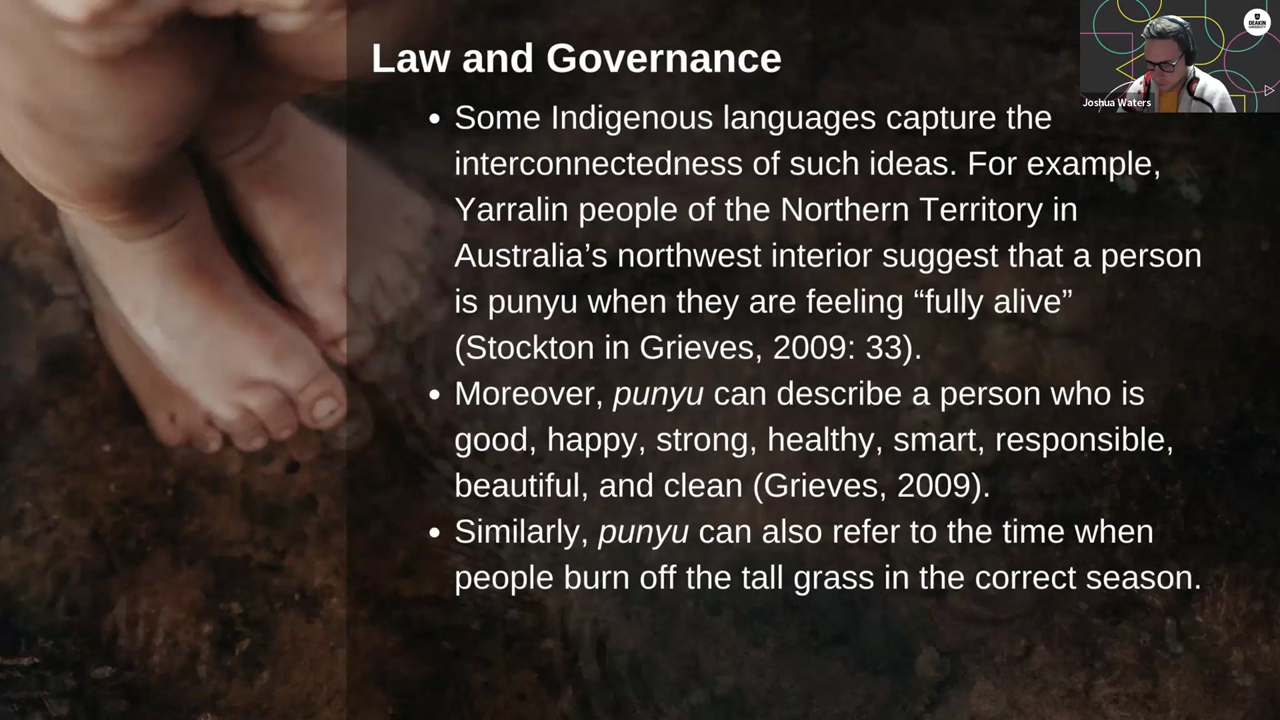 Law and Governance
DEAKIN
UNIVERSITY
Joshua Waters
• Some Indigenous languages capture the
interconnectedness of such ideas. For example,
Yarralin people of the Northern Territory in
Australia’s northwest interior suggest that a person
is punyu when they are feeling “fully alive”
(Stockton in Grieves, 2009: 33).
• Moreover, punyu can describe a person who is
good, happy, strong, healthy, smart, responsible,
beautiful, and clean (Grieves, 2009).
• Similarly, punyu can also refer to the time when
people burn off the tall grass in the correct season.